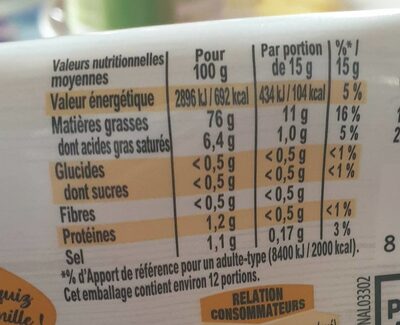 Valeurs nutritionnelles moyennes | Pour 100 g | Par portion de 15 g | %*/ 15 g
Valeur énergétique 2896 kJ / 692 kcal 434 kJ / 104 kcal 5 %
Matières grasses 76 g 11 g 16 %
dont acides gras saturés 6,4 g 1,0 g 5 %
Glucides < 0,5 g < 0,5 g <1 %
dont sucres < 0,5 g < 0,5 g <1 %
Fibres < 0,5 g < 0,5 g
Protéines 1,2 g < 0,5 g <1 %
Sel 1,1 g 0,17 g 3 %
*% d'Apport de référence pour un adulte-type (8400 kJ / 2000 kcal).
Cet emballage contient environ 12 portions.
RELATION
CONSOMMATEURS
quiz
8
NAL03302
P